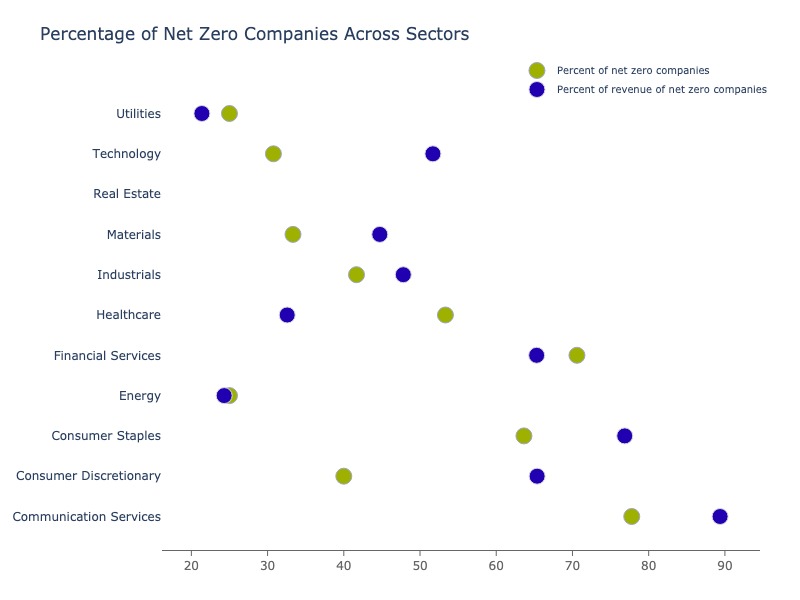 Percentage of Net Zero Companies Across Sectors
Percent of net zero companies
Percent of revenue of net zero companies
Utilities
Technology
Real Estate
Materials
Industrials
Healthcare
Financial Services
Energy
Consumer Staples
Consumer Discretionary
Communication Services
20 30 40 50 60 70 80 90